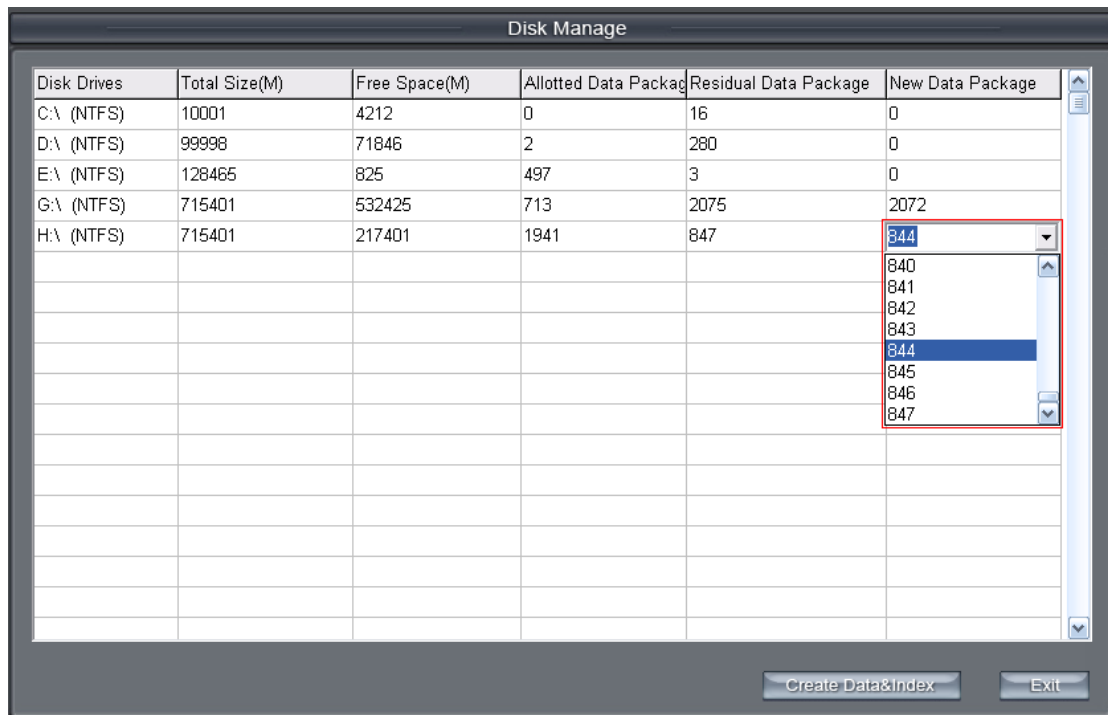 Disk Manage
Disk Drives Total Size(M) Free Space(M) Allotted Data Packag Residual Data Package New Data Package
C:\ (NTFS) 10001 4212 0 16 0
D:\ (NTFS) 99998 71846 2 280 0
E:\ (NTFS) 128465 825 497 3 0
G:\ (NTFS) 715401 532425 713 2075 2072
H:\ (NTFS) 715401 217401 1941 847 844
840
841
842
843
844
845
846
847
Create Data&Index Exit